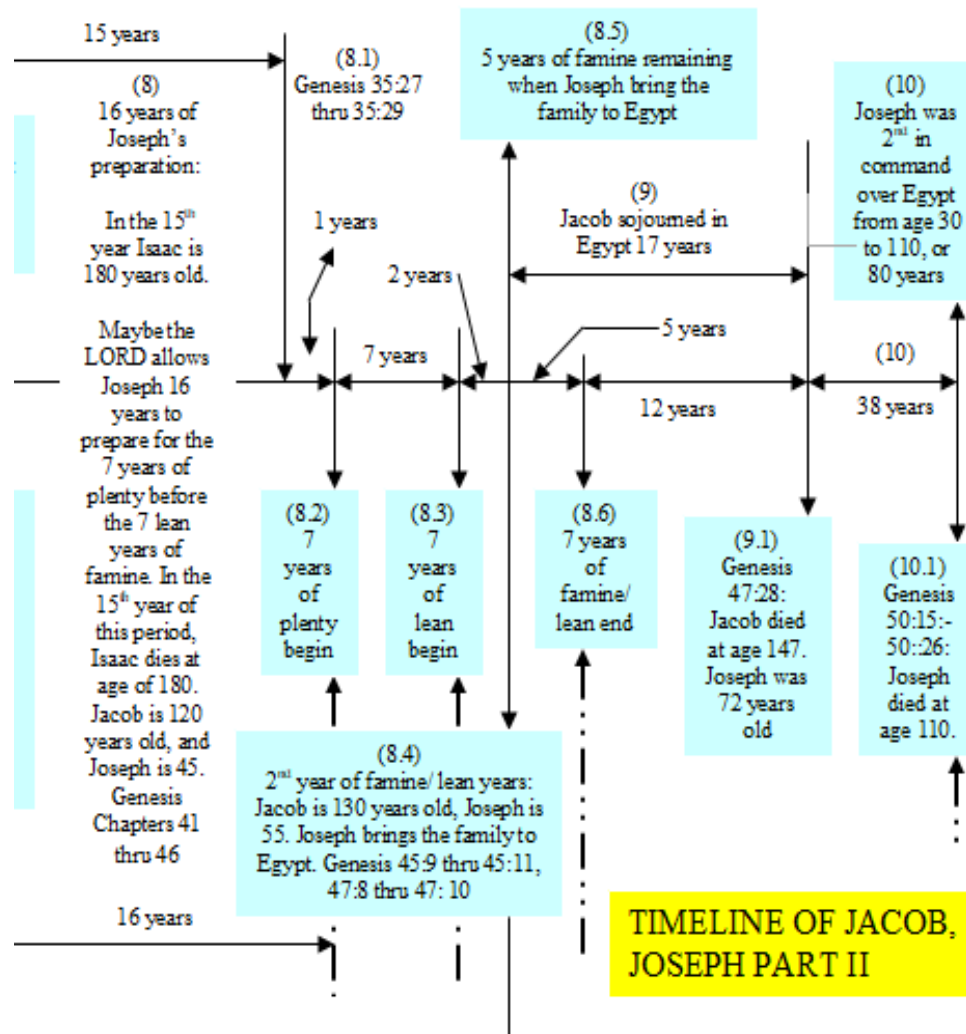 15 years
(8)
16 years of
Joseph's
preparation:
In the 15th
year Isaac is
180 years old.
Maybe the
LORD allows
Joseph 16
years to
prepare for the
7 years of
plenty before
the 7 lean
years of
famine. In the
15th year of
this period,
Isaac dies at
age of 180.
Jacob is 120
years old, and
Joseph is 45.
Genesis
Chapters 41
thru 46
16 years
(8.1)
Genesis 35:27
thru 35:29
1 years
7 years
2 years
(8.5)
5 years of famine remaining
when Joseph bring the
family to Egypt
(9)
Jacob sojourned in
Egypt 17 years
5 years
12 years
(10)
Joseph was
2nd in
command
over Egypt
from age 30
to 110, or
80 years
(10)
38 years
(8.2)
7
years
of
plenty
begin
(8.3)
7
years
of
lean
begin
(8.6)
7 years
of
famine/
lean end
(9.1)
Genesis
47:28:
Jacob died
at age 147.
Joseph was
72 years
old
(10.1)
Genesis
50:15:-
50::26:
Joseph
died at
age 110.
(8.4)
2nd year of famine/ lean years:
Jacob is 130 years old, Joseph is
55. Joseph brings the family to
Egypt. Genesis 45:9 thru 45:11,
47:8 thru 47: 10
TIMELINE OF JACOB,
JOSEPH PART II